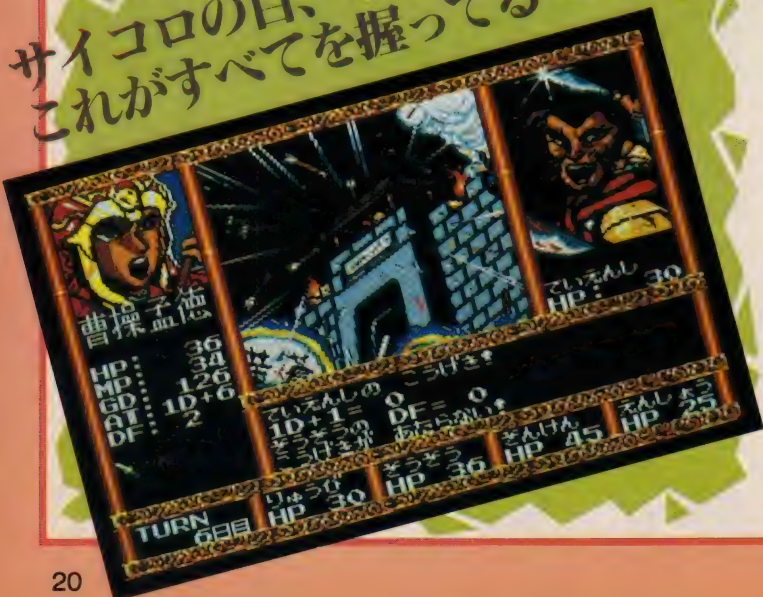 サイコロの目、
これがすべてを握ってる
曹操孟徳
HP: 36
MP: 34
GD: 126
AT: 1D+6
DF: 2
ていえんし
HP: 30
ていえんしの こうげき!
1D+1= 0 DF= 0
そうそうの
こうげきが あたらない!
TURN
6日目
りゅうび
HP 30
そうそう
HP 36
そんけん
HP 45
えんしょう
HP 25
20